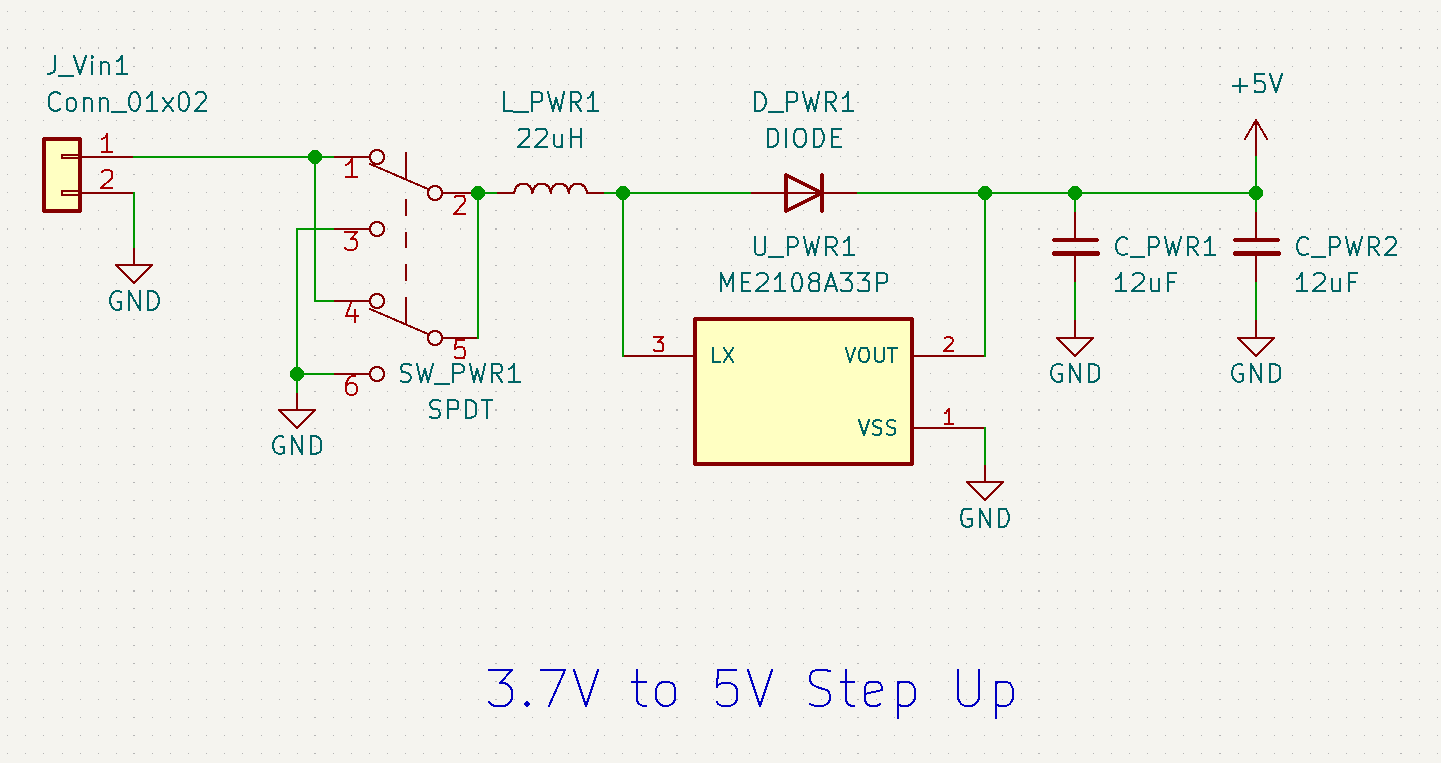 J_Vin1
Conn_01x02
1
2
GND
1
2
3
4
5
6
SW_PWR1
SPDT
GND
L_PWR1
22uH
D_PWR1
DIODE
U_PWR1
ME2108A33P
3
LX
VOUT
2
VSS
1
GND
+5V
C_PWR1
12uF
GND
C_PWR2
12uF
GND
3.7V to 5V Step Up